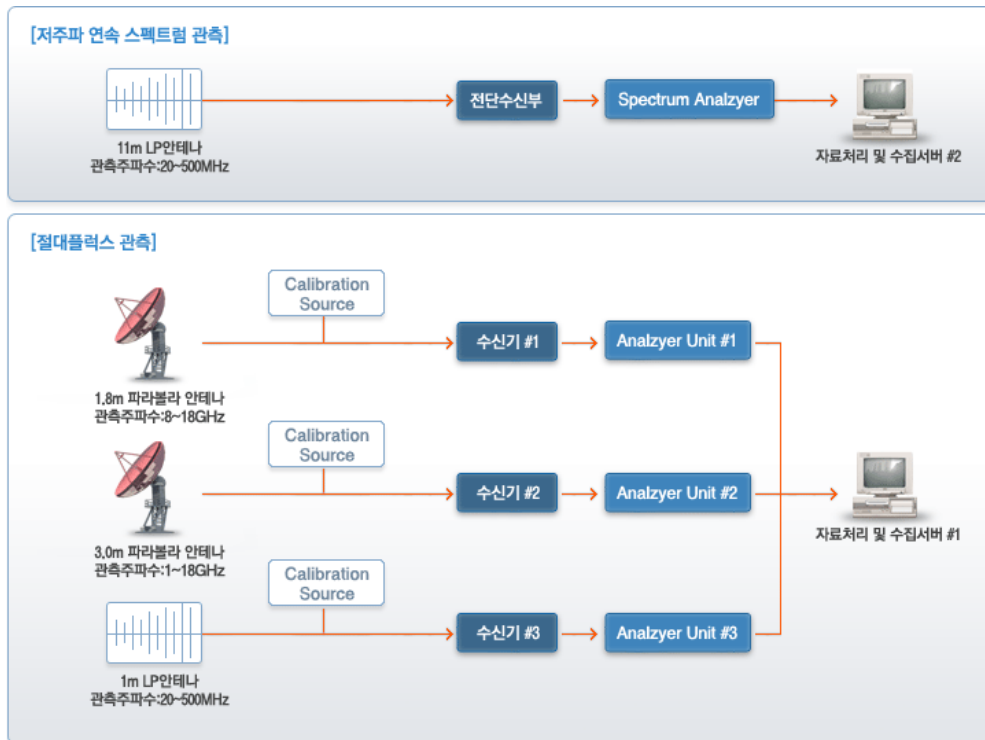 [저주파 연속 스펙트럼 관측]
11m LP안테나
관측주파수:20~500MHz
전단수신부
Spectrum Analzyer
자료처리 및 수집서버 #2
[절대플럭스 관측]
Calibration
Source
1.8m 파라볼라 안테나
관측주파수:8~18GHz
수신기 #1
Analzyer Unit #1
Calibration
Source
3.0m 파라볼라 안테나
관측주파수:1~18GHz
수신기 #2
Analzyer Unit #2
자료처리 및 수집서버 #1
Calibration
Source
1m LP안테나
관측주파수:20~500MHz
수신기 #3
Analzyer Unit #3